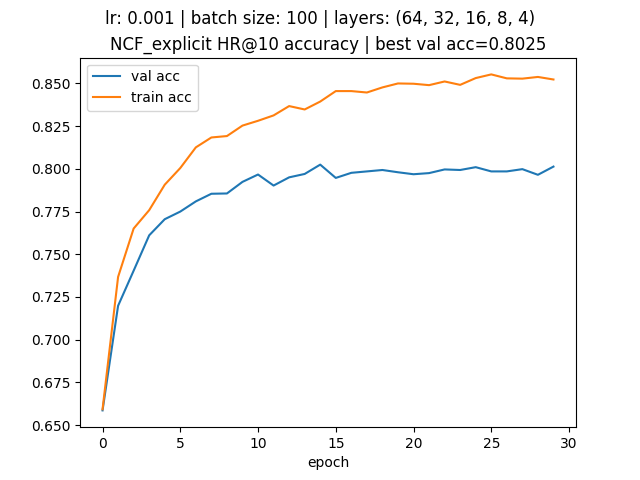 lr: 0.001 | batch size: 100 | layers: (64, 32, 16, 8, 4)
NCF_explicit HR@10 accuracy | best val acc=0.8025
val acc
train acc
0.850
0.825
0.800
0.775
0.750
0.725
0.700
0.675
0.650
0 5 10 15 20 25 30
epoch